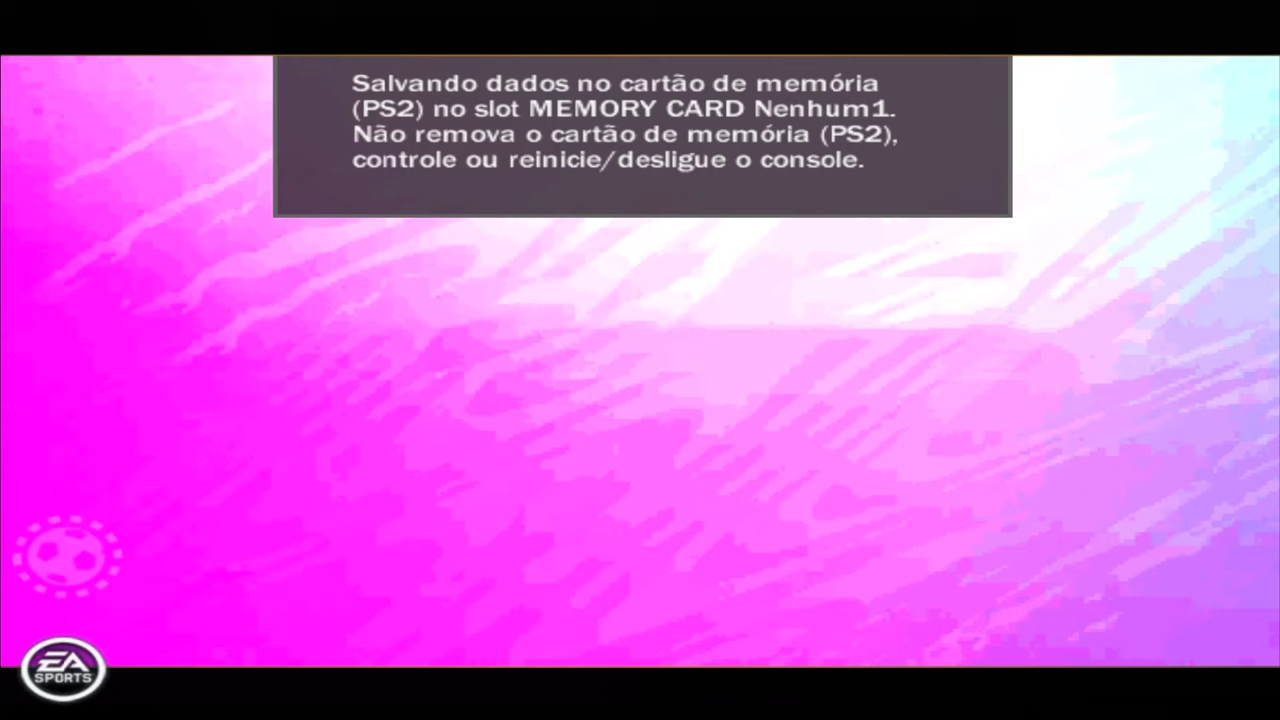 Salvando dados no cartão de memória
(PS2) no slot MEMORY CARD Nenhum1.
Não remova o cartão de memória (PS2),
controle ou reinicie/desligue o console.
EA
SPORTS